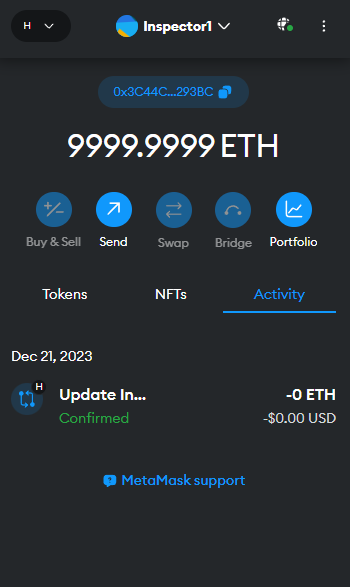 H
Inspector1
0x3C44C...293BC
9999.9999 ETH
Buy & Sell
Send
Swap
Bridge
Portfolio
Tokens
NFTs
Activity
Dec 21, 2023
H
Update In...
-0 ETH
Confirmed
-$0.00 USD
MetaMask support